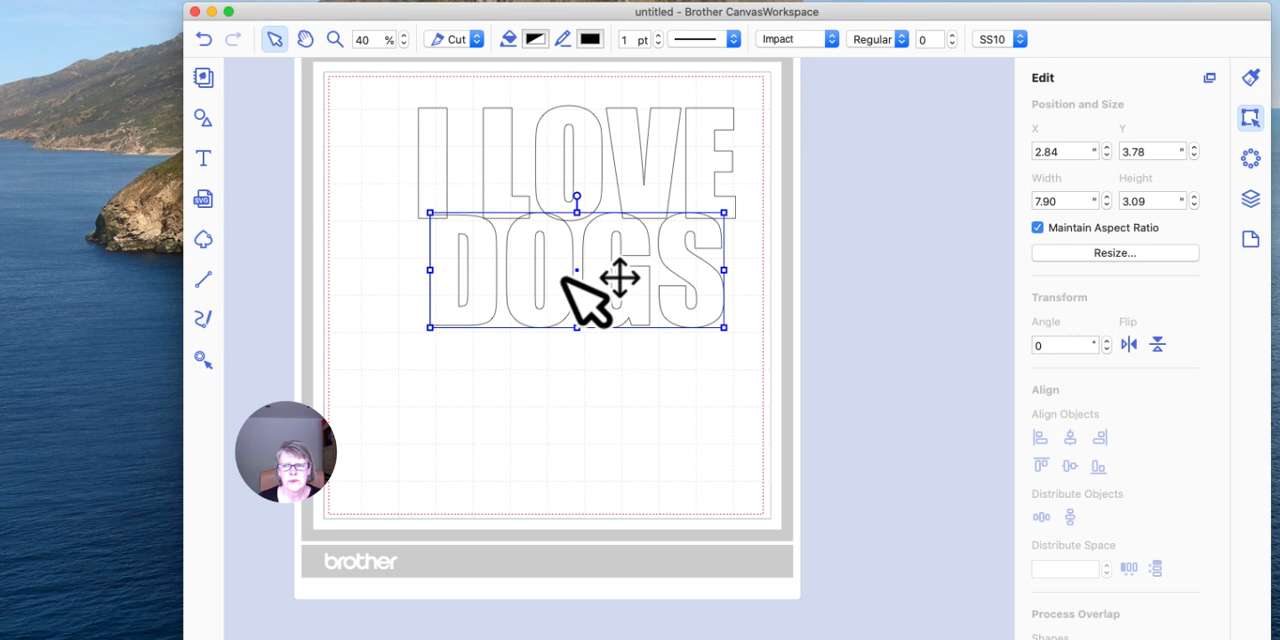 untitled - Brother CanvasWorkspace
40 % Cut 1 pt Impact Regular 0 SS10
I LOVE
DOGS
brother
SVG
Edit
Position and Size
X Y
2.84 " 3.78 "
Width Height
7.90 " 3.09 "
Maintain Aspect Ratio
Resize...
Transform
Angle Flip
0 °
Align
Align Objects
Distribute Objects
Distribute Space
Process Overlap
Shapes